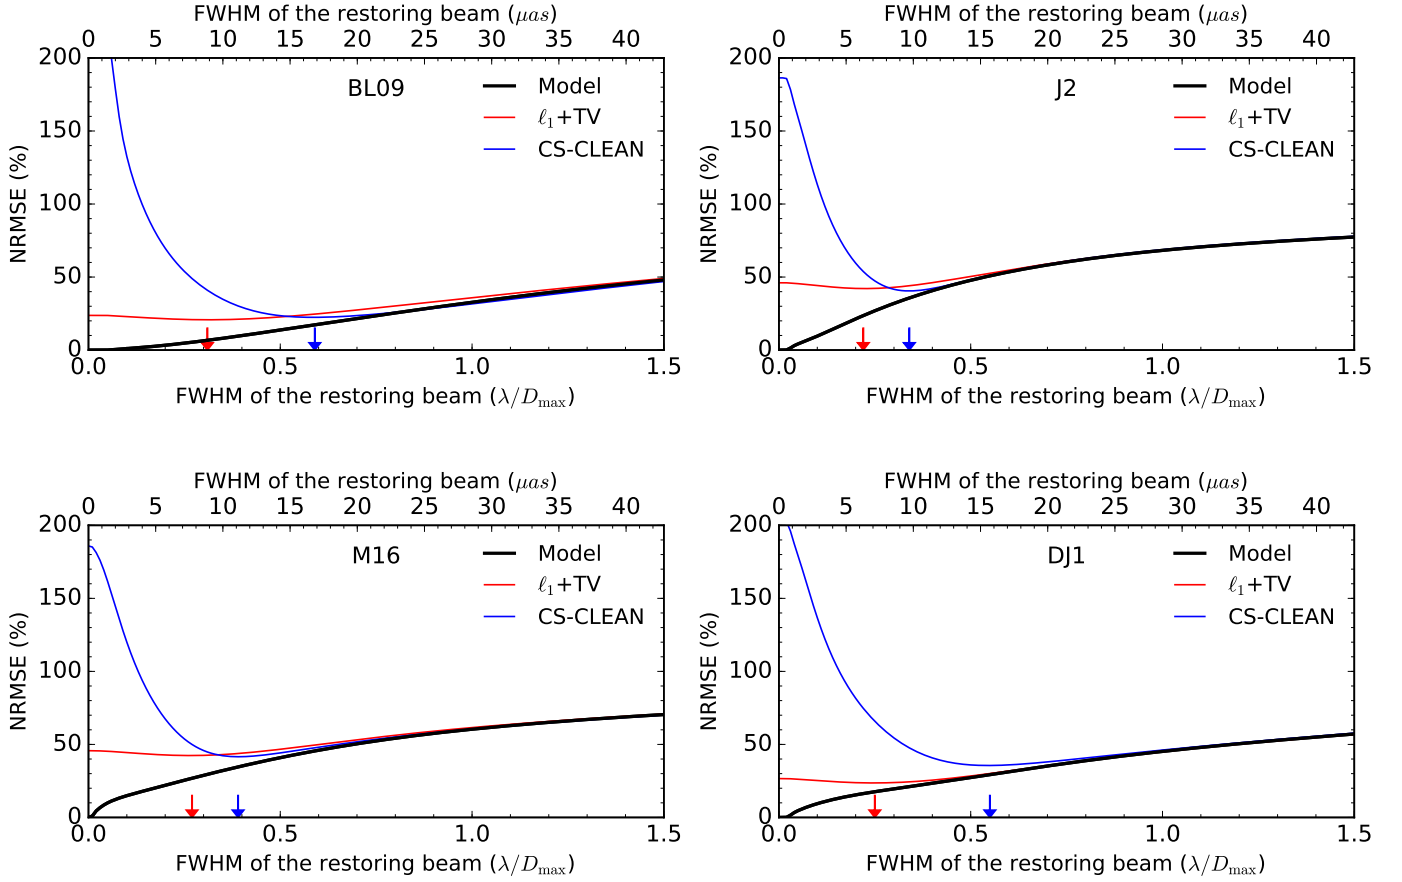 FWHM of the restoring beam (μas)
0 5 10 15 20 25 30 35 40
200
150
100
50
0
NRMSE (%)
BL09
Model
ℓ₁+TV
CS-CLEAN
0.0 0.5 1.0 1.5
FWHM of the restoring beam (λ/D_max)
FWHM of the restoring beam (μas)
0 5 10 15 20 25 30 35 40
200
150
100
50
0
NRMSE (%)
J2
Model
ℓ₁+TV
CS-CLEAN
0.0 0.5 1.0 1.5
FWHM of the restoring beam (λ/D_max)
FWHM of the restoring beam (μas)
0 5 10 15 20 25 30 35 40
200
150
100
50
0
NRMSE (%)
M16
Model
ℓ₁+TV
CS-CLEAN
0.0 0.5 1.0 1.5
FWHM of the restoring beam (λ/D_max)
FWHM of the restoring beam (μas)
0 5 10 15 20 25 30 35 40
200
150
100
50
0
NRMSE (%)
DJ1
Model
ℓ₁+TV
CS-CLEAN
0.0 0.5 1.0 1.5
FWHM of the restoring beam (λ/D_max)